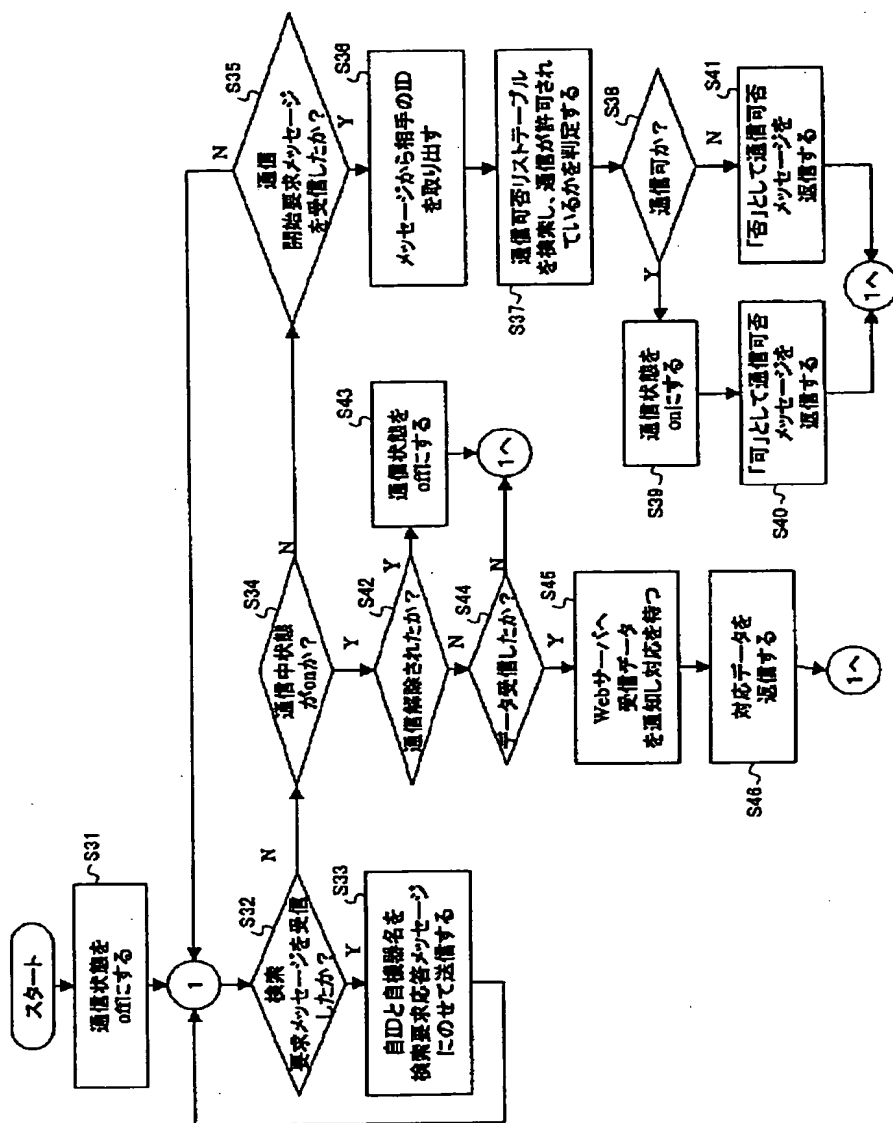 スタート
S31
通信状態を
offにする
1
S32
検索
要求メッセージを受信
したか？
N
Y
S33
自IDと自機器名を
検索要求応答メッセージ
にのせて送信する
S34
通信中状態
がonか？
N
Y
S42
通信解除されたか？
Y
N
S43
通信状態を
offにする
1へ
S44
データ受信したか？
N
Y
S45
Webサーバへ
受信データ
を通知し対応を待つ
S46
対応データを
返信する
1へ
S35
通信
開始要求メッセージ
を受信したか？
N
Y
S36
メッセージから相手のID
を取り出す
S37
通信可否リストテーブル
を検索し、通信が許可され
ているかを判定する
S38
通信可か？
Y
N
S39
通信状態を
onにする
S40
「可」として通信可否
メッセージを
返信する
S41
「否」として通信可否
メッセージを
返信する
1へ